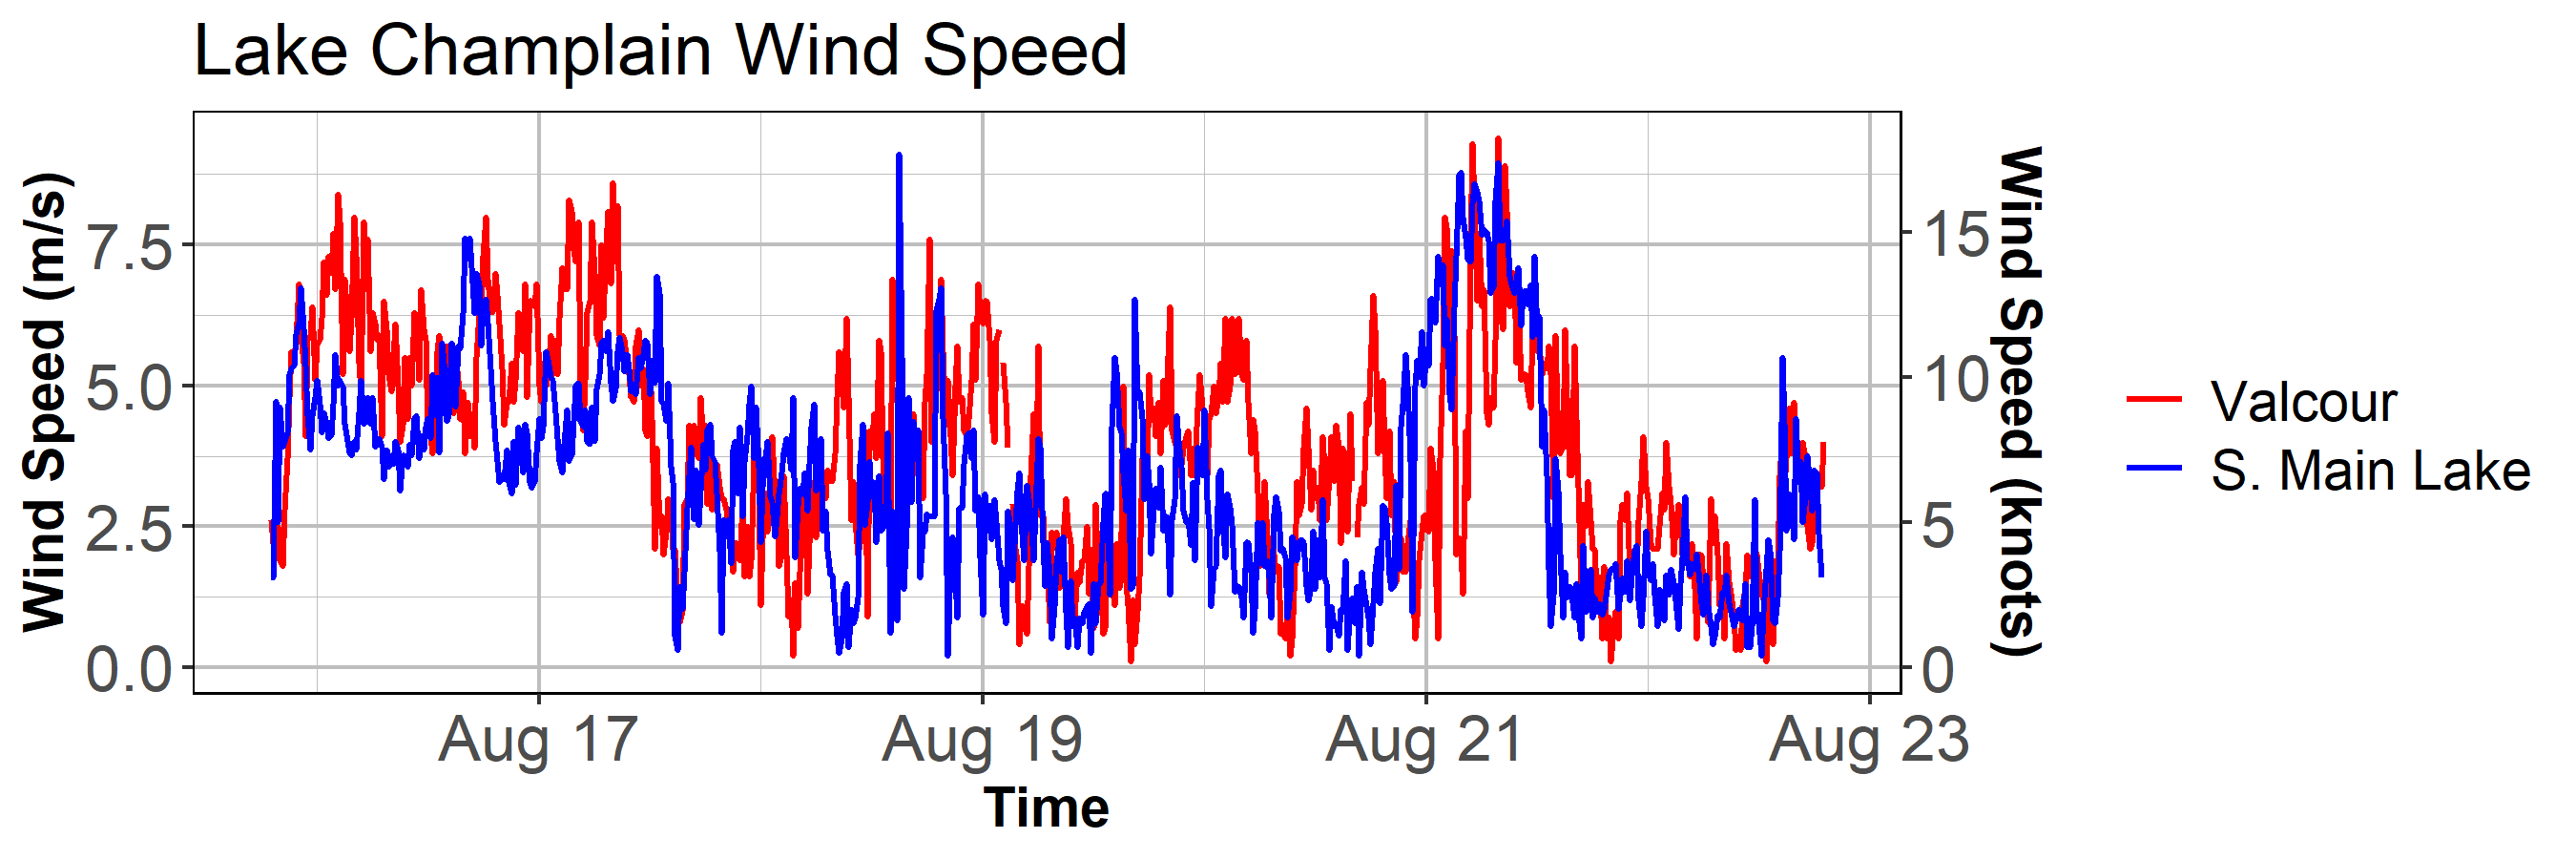 Lake Champlain Wind Speed
Wind Speed (m/s)
7.5
5.0
2.5
0.0
15
10
5
0
Wind Speed (knots)
Aug 17
Aug 19
Aug 21
Aug 23
Time
Valcour
S. Main Lake